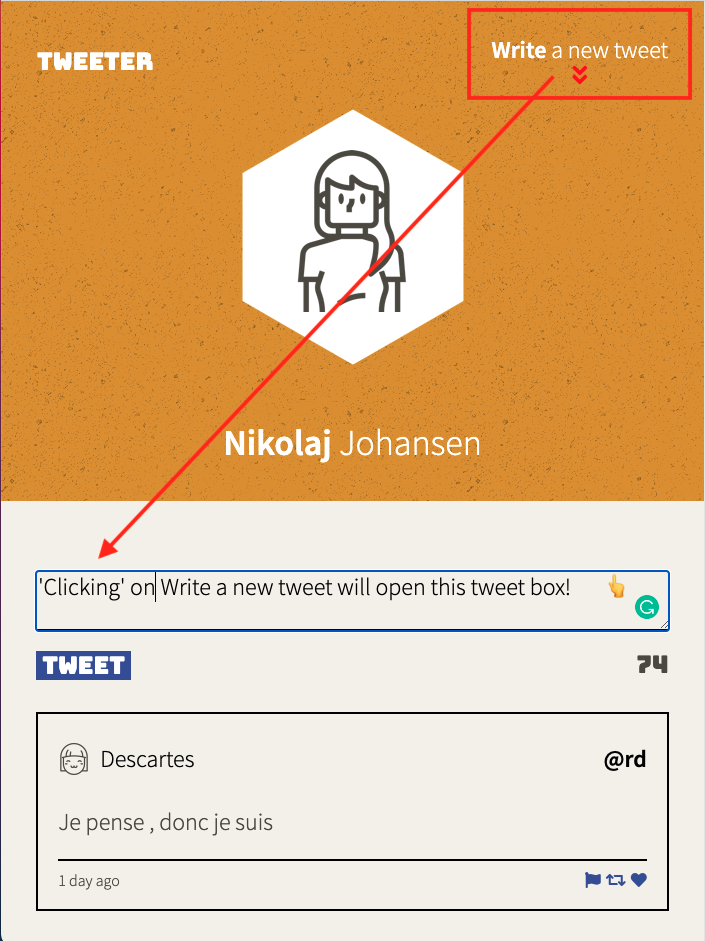 TWEETER
Write a new tweet
Nikolaj Johansen
'Clicking' on Write a new tweet will open this tweet box! 👆
TWEET
74
Descartes
@rd
Je pense , donc je suis
1 day ago